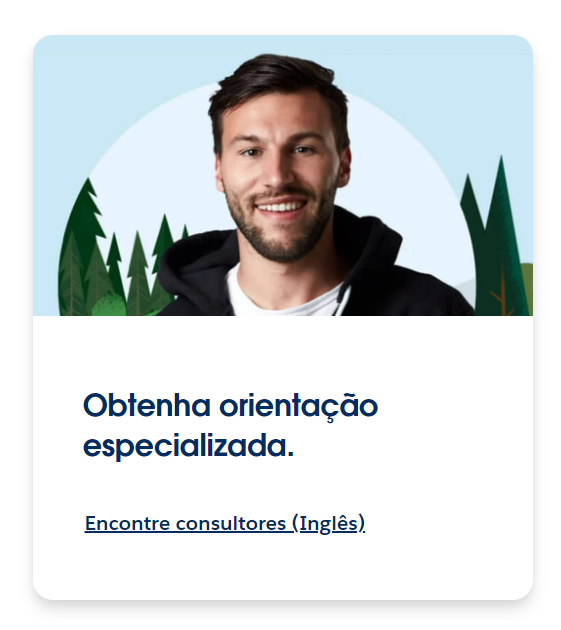 Obtenha orientação
especializada.
Encontre consultores (Inglês)